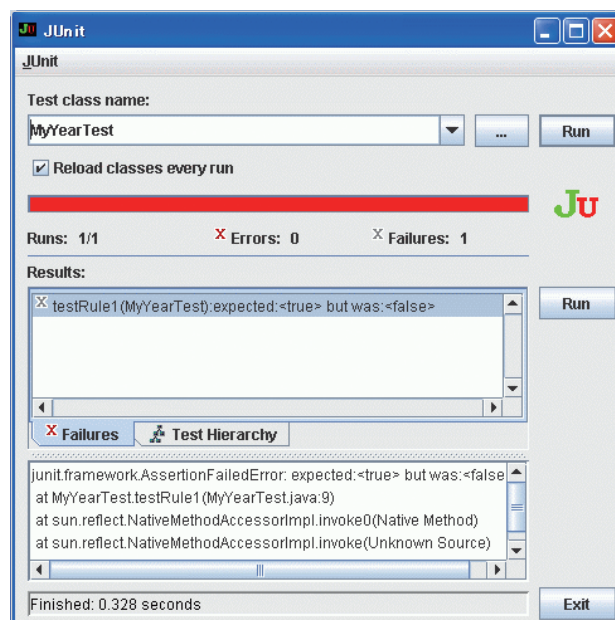 JU JUnit
JUnit
Test class name:
MyYearTest
...
Run
Reload classes every run
JU
Runs: 1/1
X Errors: 0
X Failures: 1
Results:
X testRule1(MyYearTest):expected:<true> but was:<false>
Run
X Failures
Test Hierarchy
junit.framework.AssertionFailedError: expected:<true> but was:<false
at MyYearTest.testRule1(MyYearTest.java:9)
at sun.reflect.NativeMethodAccessorImpl.invoke0(Native Method)
at sun.reflect.NativeMethodAccessorImpl.invoke(Unknown Source)
Finished: 0.328 seconds
Exit